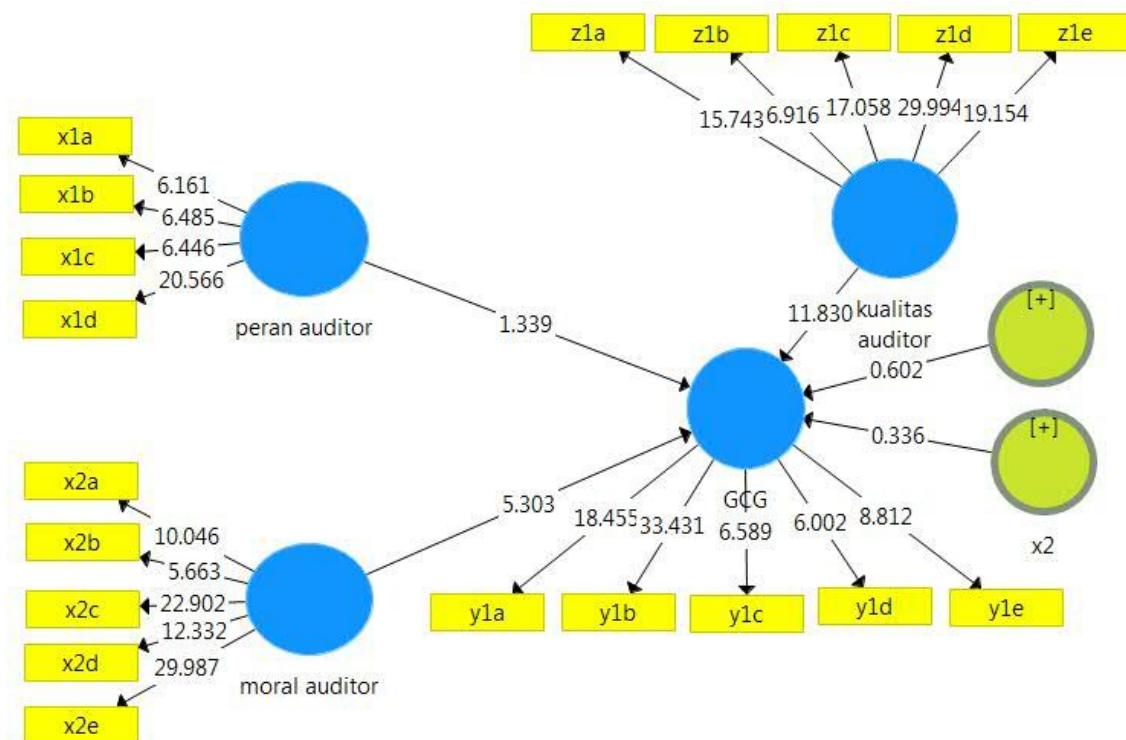 z1a
z1b
z1c
z1d
z1e
15.743
6.916
17.058
29.994
19.154
x1a
x1b
x1c
x1d
6.161
6.485
6.446
20.566
peran auditor
1.339
11.830
kualitas
auditor
[+]
0.602
[+]
0.336
x2
x2a
x2b
x2c
x2d
x2e
10.046
5.663
22.902
12.332
29.987
moral auditor
5.303
GCG
18.455
33.431
6.589
6.002
8.812
y1a
y1b
y1c
y1d
y1e